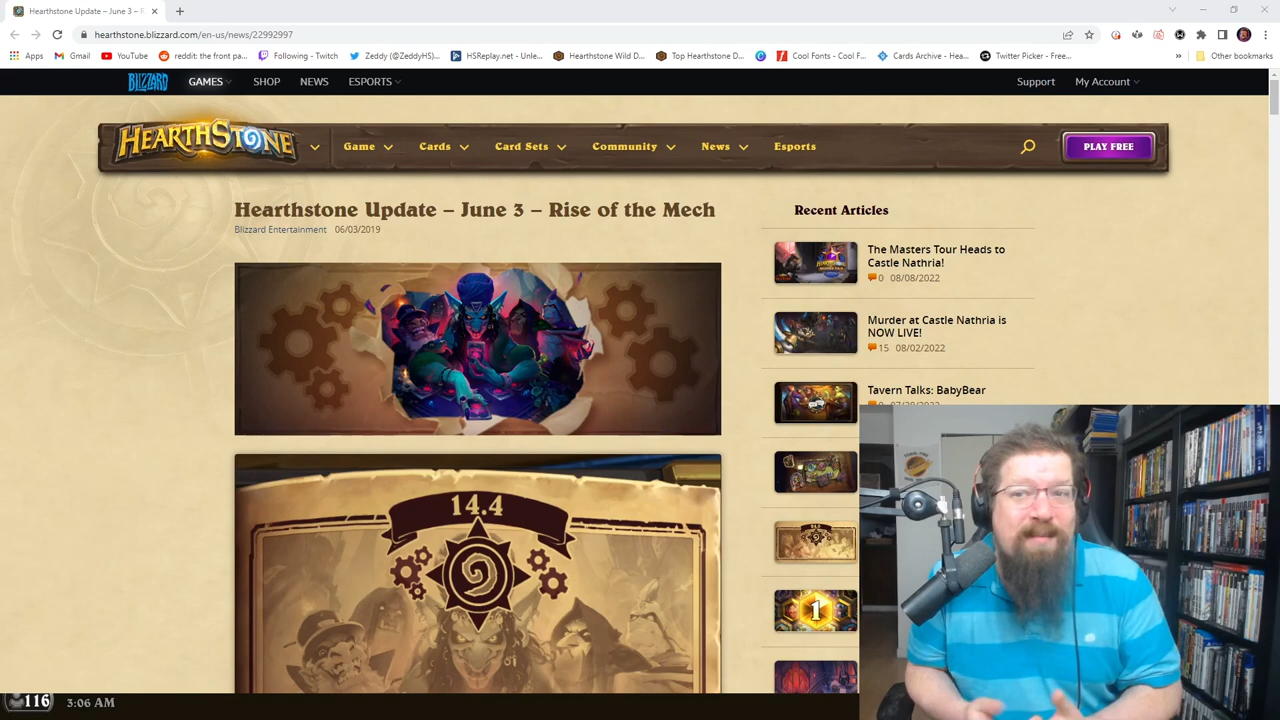 Hearthstone Update – June 3 – R
hearthstone.blizzard.com/en-us/news/22992997
Apps
Gmail
YouTube
reddit: the front pa...
Following - Twitch
Zeddy (@ZeddyHS)...
HSReplay.net - Unle...
Hearthstone Wild D...
Top Hearthstone D...
Cool Fonts - Cool F...
Cards Archive - Hea...
Twitter Picker - Free...
»
Other bookmarks
BLIZZARD
GAMES
SHOP
NEWS
ESPORTS
Support
My Account
HEARTHSTONE
Game
Cards
Card Sets
Community
News
Esports
PLAY FREE
Hearthstone Update – June 3 – Rise of the Mech
Blizzard Entertainment 06/03/2019
14.4
Recent Articles
The Masters Tour Heads to
Castle Nathria!
0 08/08/2022
Murder at Castle Nathria is
NOW LIVE!
15 08/02/2022
Tavern Talks: BabyBear
1
116
3:06 AM